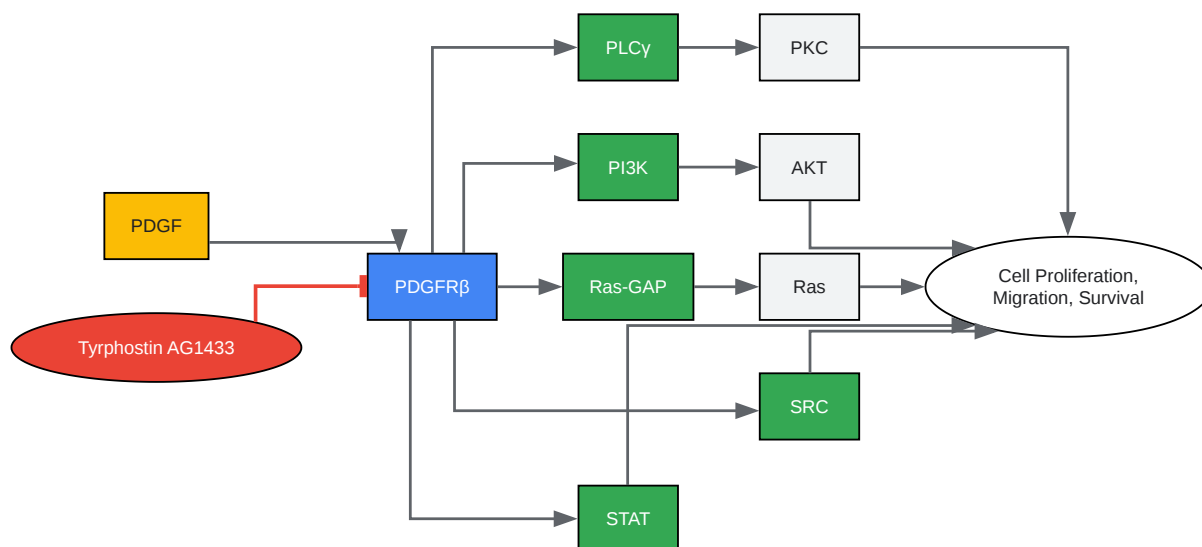 PLCγ
PKC
PI3K
AKT
PDGF
PDGFRβ
Ras-GAP
Ras
Cell Proliferation,
Migration, Survival
Tyrphostin AG1433
SRC
STAT